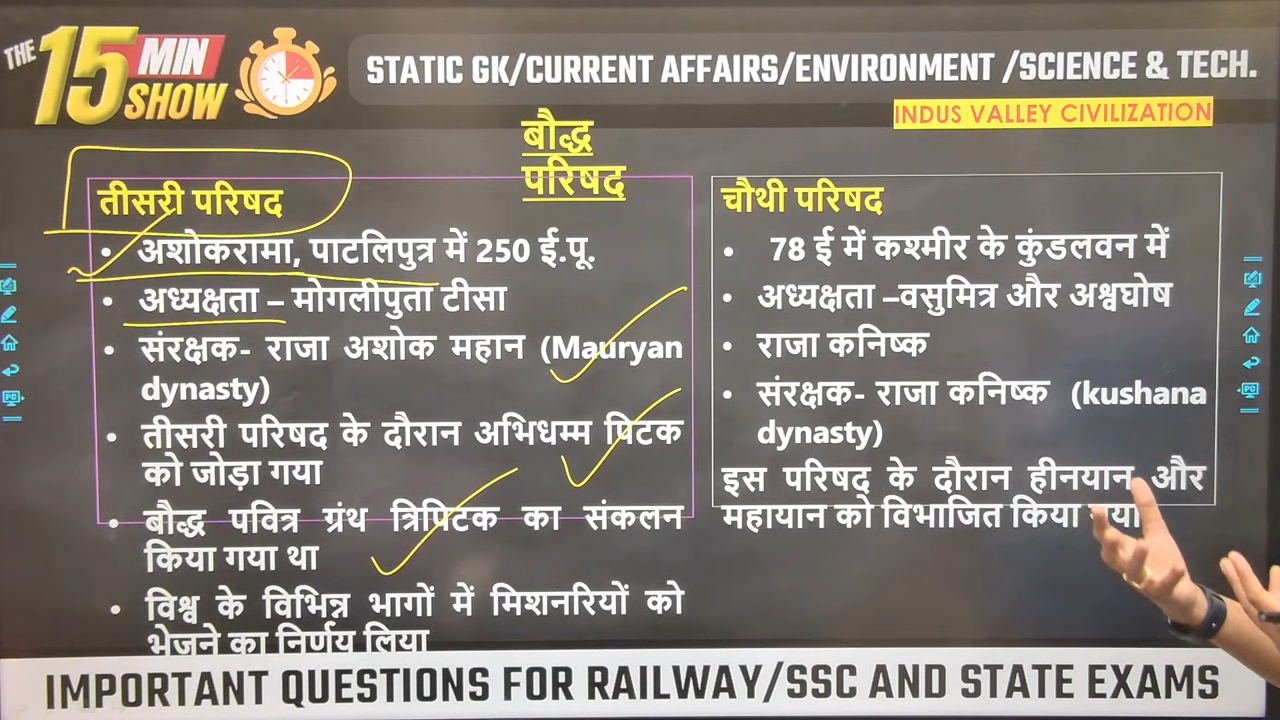 THE 15 MIN SHOW
STATIC GK/CURRENT AFFAIRS/ENVIRONMENT /SCIENCE & TECH.
INDUS VALLEY CIVILIZATION
बौद्ध
परिषद
तीसरी परिषद
• अशोकरामा, पाटलिपुत्र में 250 ई.पू.
• अध्यक्षता – मोगलीपुता टीसा
• संरक्षक- राजा अशोक महान (Mauryan
dynasty)
• तीसरी परिषद के दौरान अभिधम्म पिटक
को जोड़ा गया
• बौद्ध पवित्र ग्रंथ त्रिपिटक का संकलन
किया गया था
• विश्व के विभिन्न भागों में मिशनरियों को
भेजने का निर्णय लिया
चौथी परिषद
• 78 ई में कश्मीर के कुंडलवन में
• अध्यक्षता –वसुमित्र और अश्वघोष
• राजा कनिष्क
• संरक्षक- राजा कनिष्क (kushana
dynasty)
इस परिषद के दौरान हीनयान और
महायान को विभाजित किया गया
PC
PC
IMPORTANT QUESTIONS FOR RAILWAY/SSC AND STATE EXAMS